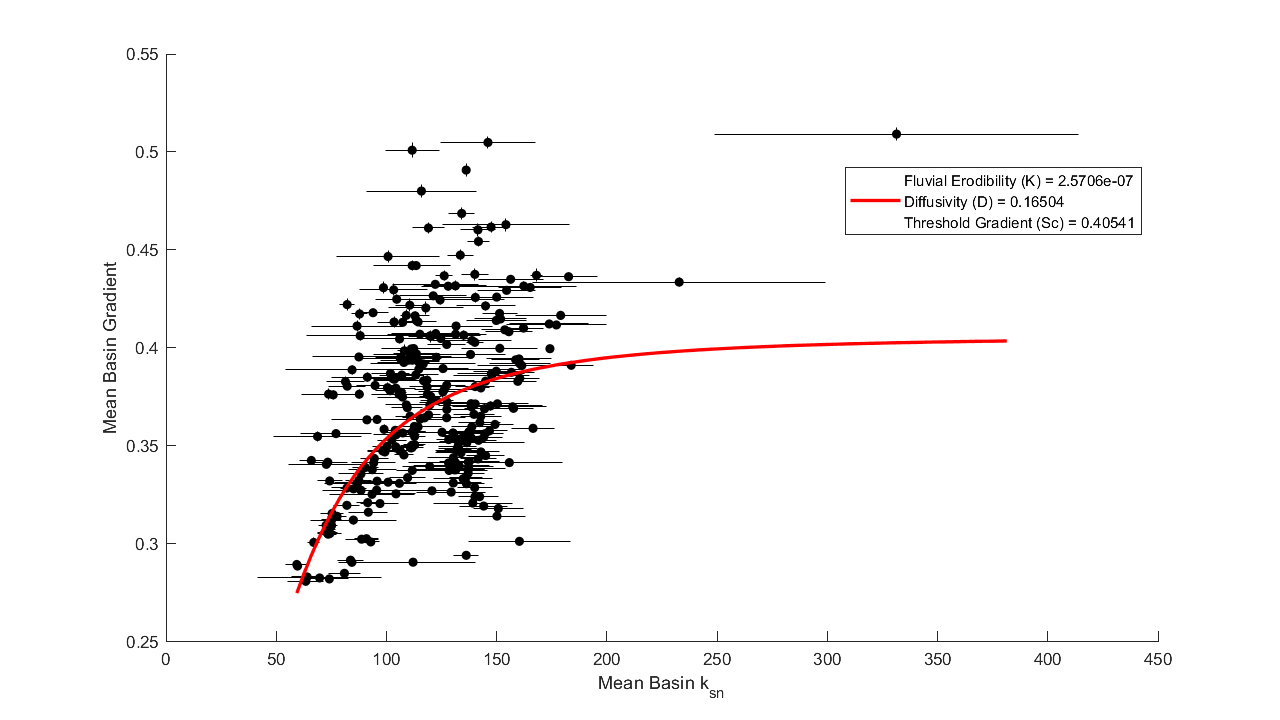 0.55
0.5
0.45
0.4
0.35
0.3
0.25
Mean Basin Gradient
Fluvial Erodibility (K) = 2.5706e-07
Diffusivity (D) = 0.16504
Threshold Gradient (Sc) = 0.40541
0 50 100 150 200 250 300 350 400 450
Mean Basin ksn